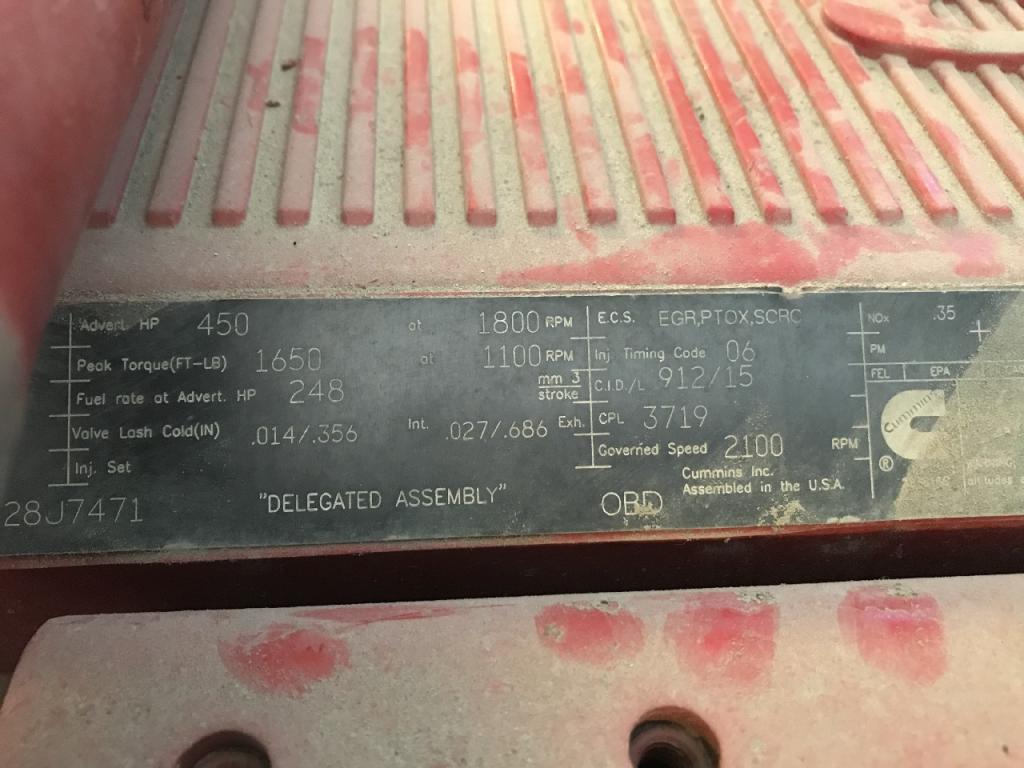 Advert. HP 450 at 1800 RPM
Peak Torque(FT-LB) 1650 at 1100 RPM
Fuel rate at Advert. HP 248 mm 3
stroke
Valve Lash Cold(IN) .014/.356 Int. .027/.686 Exh.
Inj. Set
28J7471 "DELEGATED ASSEMBLY" OBD
E.C.S. EGR,PTOX,SCRC
Inj. Timing Code 06
C.I.D/L 912/15
CPL 3719
Governed Speed 2100 RPM
Cummins Inc.
Assembled in the U.S.A.
NOx .35
PM
FEL EPA
Cummins
®